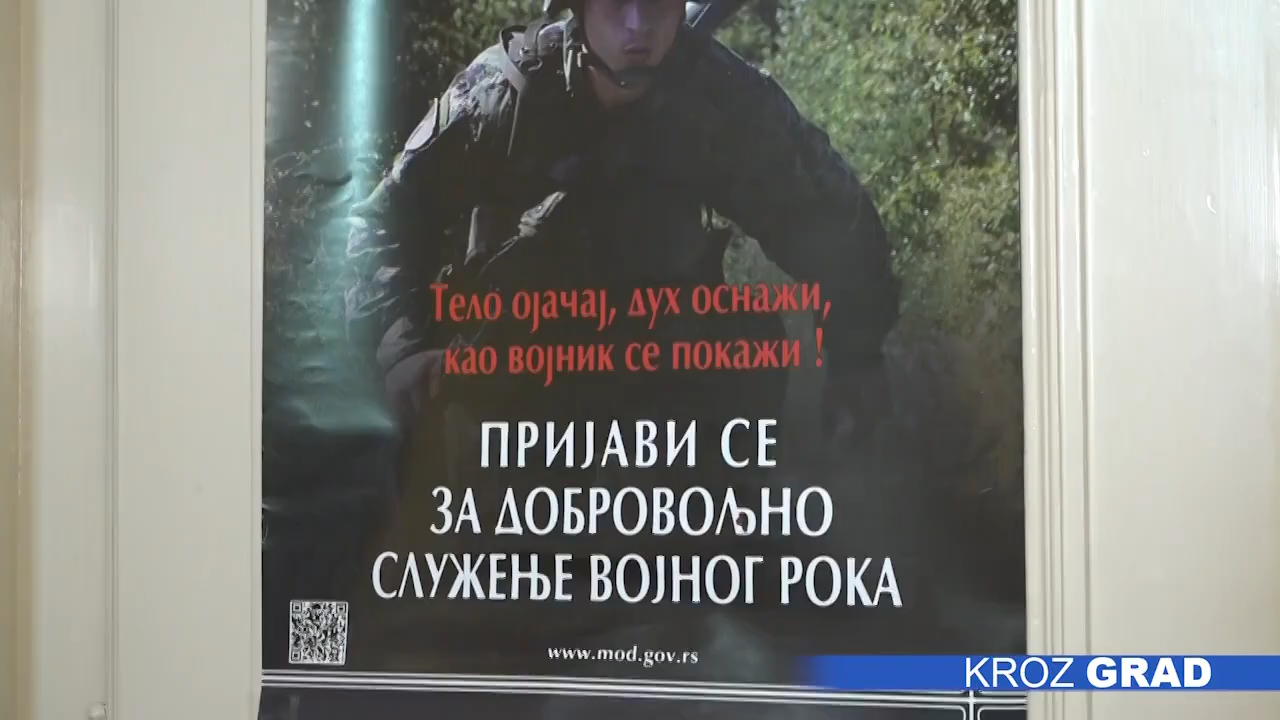 Тело ојачај, дух оснажи,
као војник се покажи !
ПРИЈАВИ СЕ
ЗА ДОБРОВОЉНО
СЛУЖЕЊЕ ВОЈНОГ РОКА
www.mod.gov.rs
KROZ GRAD